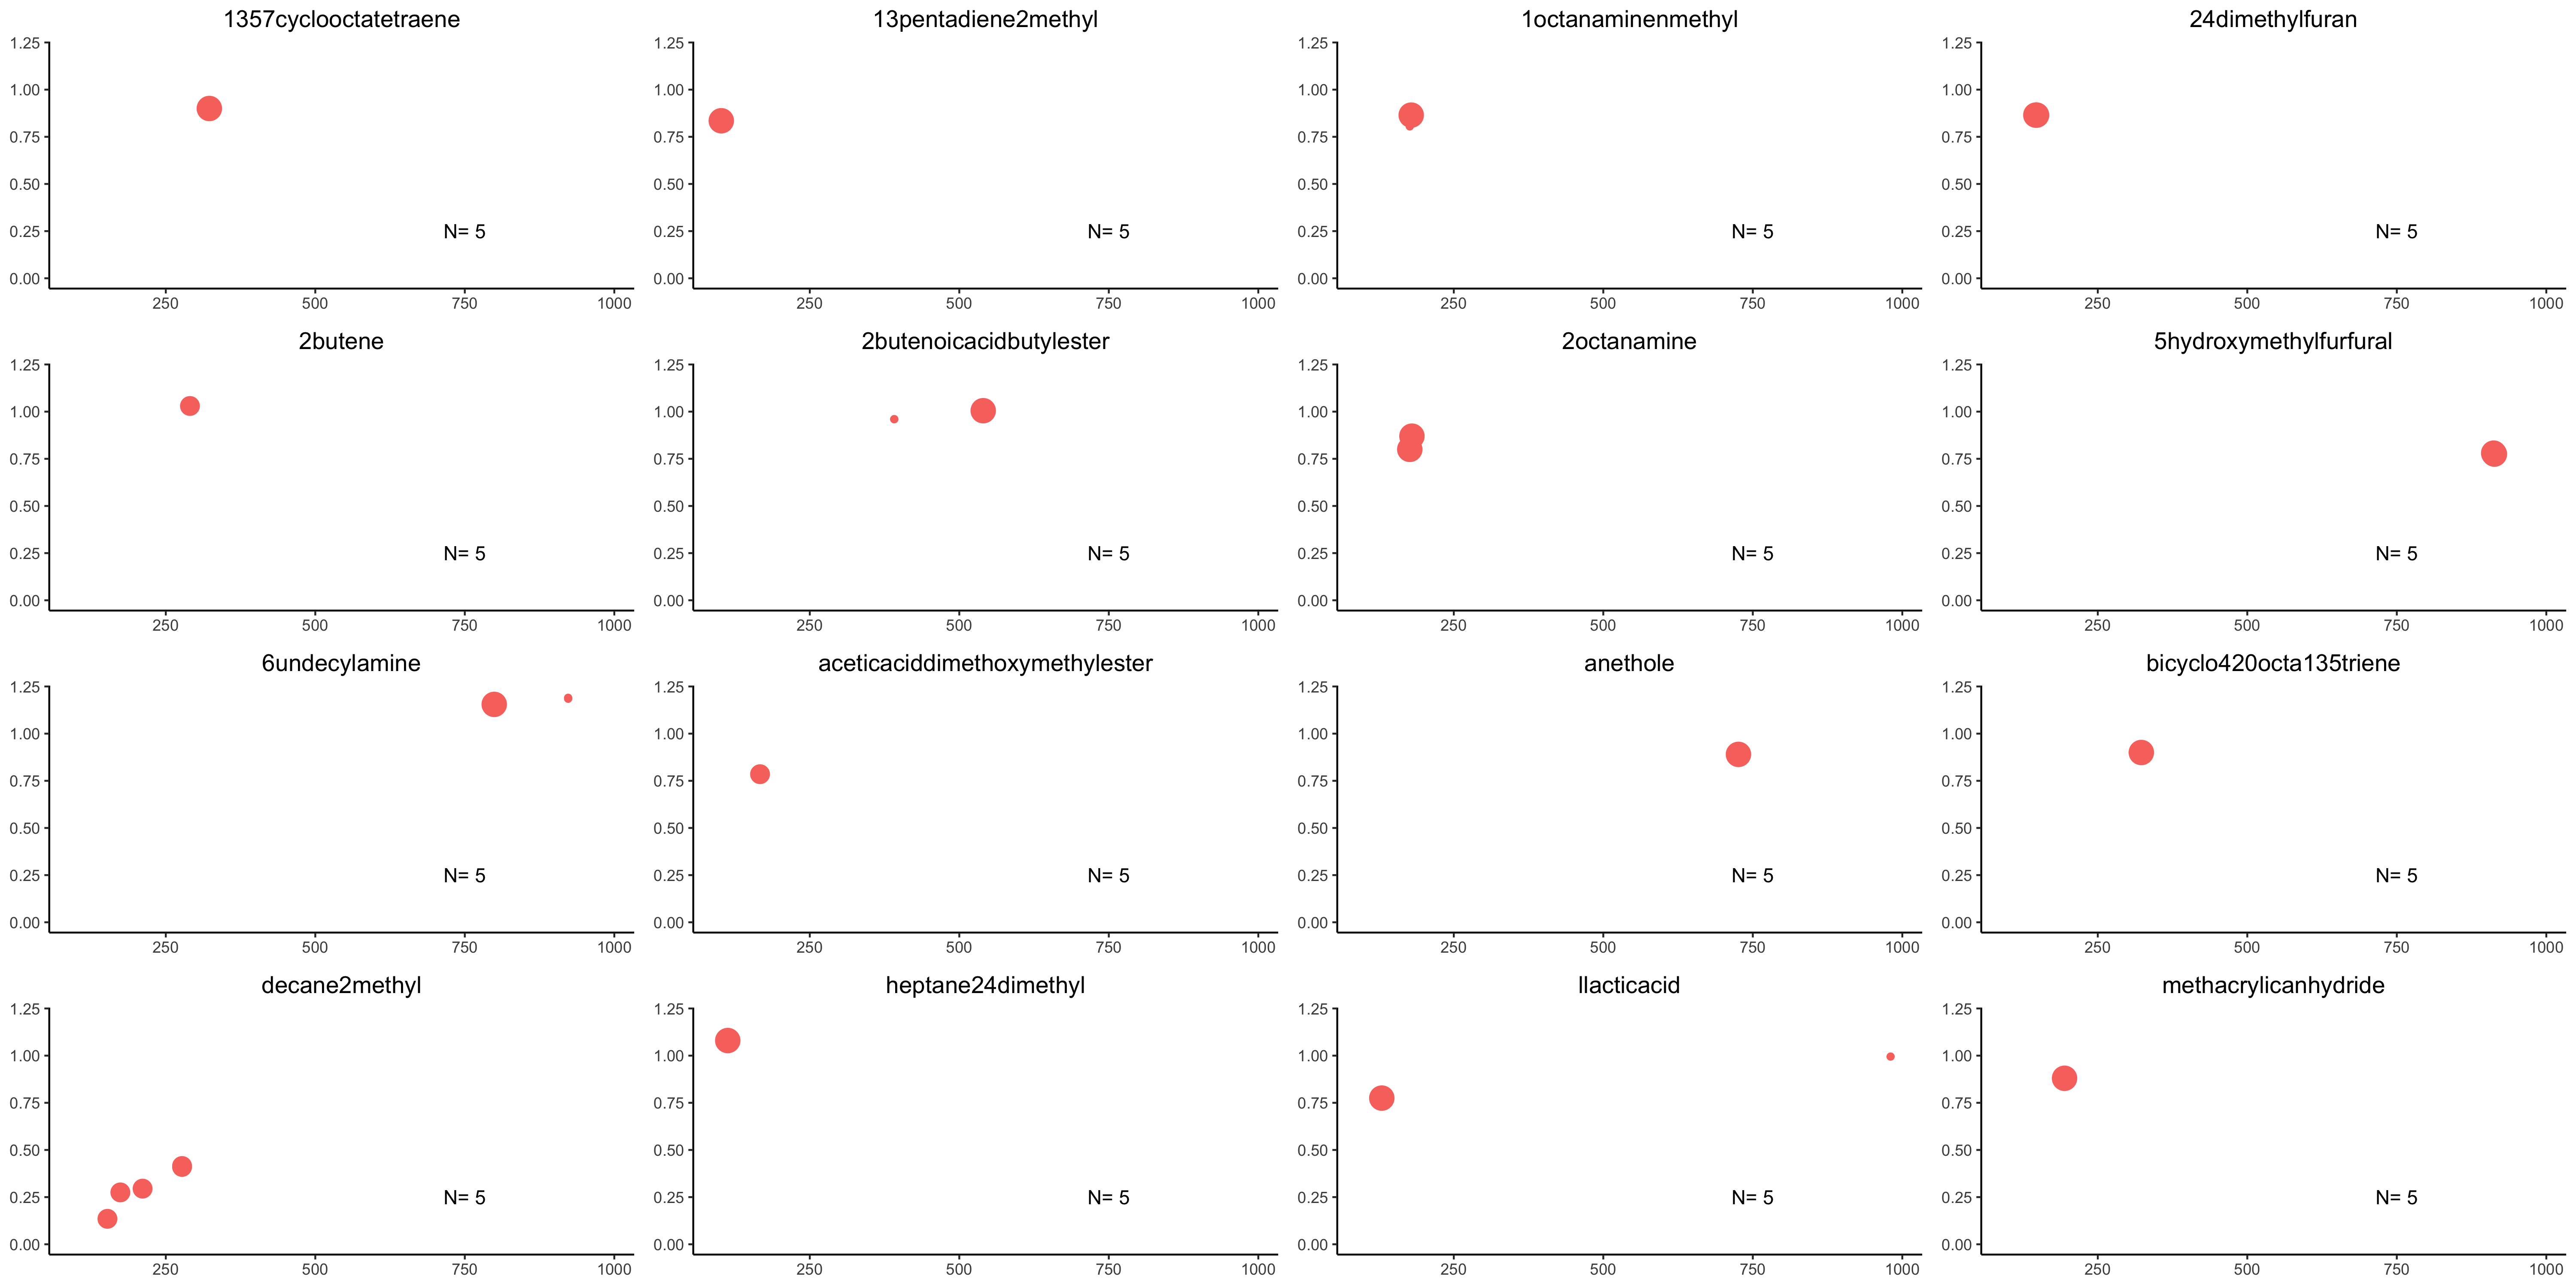 1357cyclooctatetraene
1.25
1.00
0.75
0.50
0.25
0.00
N= 5
250 500 750 1000
13pentadiene2methyl
1.25
1.00
0.75
0.50
0.25
0.00
N= 5
250 500 750 1000
1octanaminenmethyl
1.25
1.00
0.75
0.50
0.25
0.00
N= 5
250 500 750 1000
24dimethylfuran
1.25
1.00
0.75
0.50
0.25
0.00
N= 5
250 500 750 1000
2butene
1.25
1.00
0.75
0.50
0.25
0.00
N= 5
250 500 750 1000
2butenoicacidbutylester
1.25
1.00
0.75
0.50
0.25
0.00
N= 5
250 500 750 1000
2octanamine
1.25
1.00
0.75
0.50
0.25
0.00
N= 5
250 500 750 1000
5hydroxymethylfurfural
1.25
1.00
0.75
0.50
0.25
0.00
N= 5
250 500 750 1000
6undecylamine
1.25
1.00
0.75
0.50
0.25
0.00
N= 5
250 500 750 1000
aceticaciddimethoxymethylester
1.25
1.00
0.75
0.50
0.25
0.00
N= 5
250 500 750 1000
anethole
1.25
1.00
0.75
0.50
0.25
0.00
N= 5
250 500 750 1000
bicyclo420octa135triene
1.25
1.00
0.75
0.50
0.25
0.00
N= 5
250 500 750 1000
decane2methyl
1.25
1.00
0.75
0.50
0.25
0.00
N= 5
250 500 750 1000
heptane24dimethyl
1.25
1.00
0.75
0.50
0.25
0.00
N= 5
250 500 750 1000
llacticacid
1.25
1.00
0.75
0.50
0.25
0.00
N= 5
250 500 750 1000
methacrylicanhydride
1.25
1.00
0.75
0.50
0.25
0.00
N= 5
250 500 750 1000